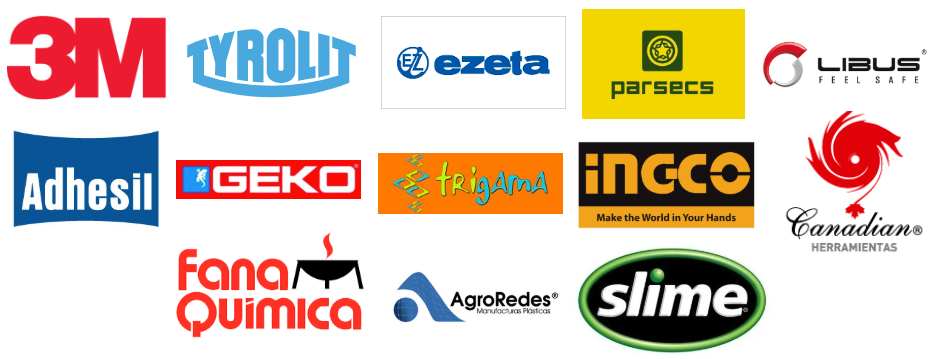 3M
TYROLIT
EZ ezeta
parsecs
LIBUS®
FEEL SAFE
Adhesil
GEKO®
trigama
INGCO
Make the World in Your Hands
Canadian®
HERRAMIENTAS
Fana
Química
AgroRedes®
Manufacturas Plásticas
slime®